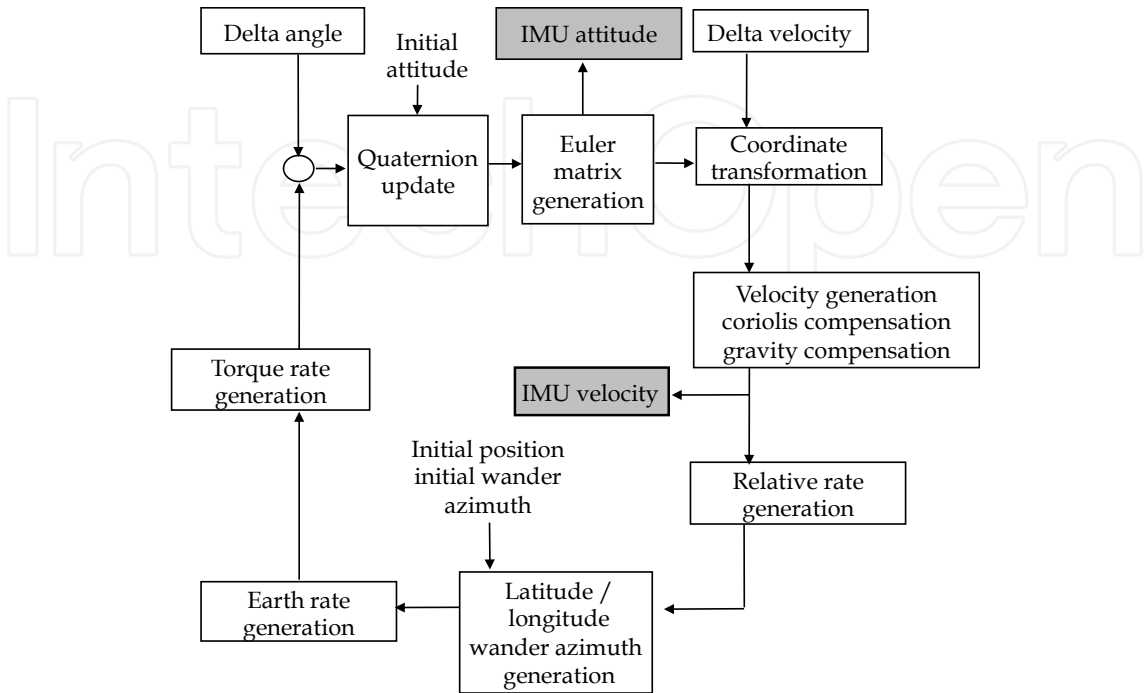 Delta angle
Initial
attitude
IMU attitude
Delta velocity
Quaternion
update
Euler
matrix
generation
Coordinate
transformation
Velocity generation
coriolis compensation
gravity compensation
Torque rate
generation
IMU velocity
Initial position
initial wander
azimuth
Relative rate
generation
Earth rate
generation
Latitude /
longitude
wander azimuth
generation
IntechOpen